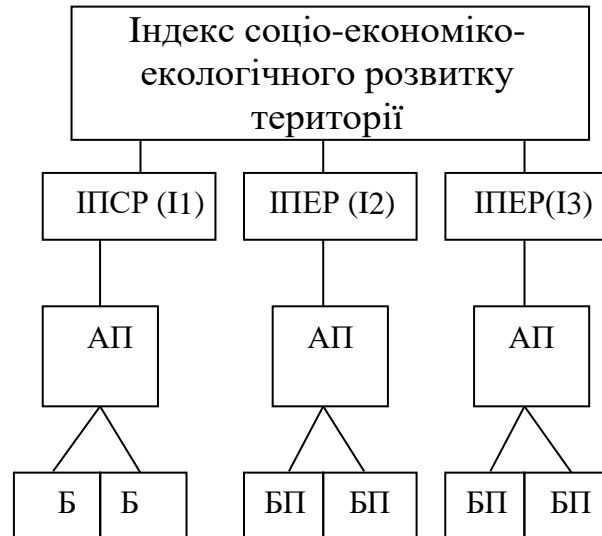 Індекс соціо-економіко-
екологічного розвитку
території
ІПСР (І1) ІПЕР (І2) ІПЕР(І3)
АП АП АП
Б Б БП БП БП БП